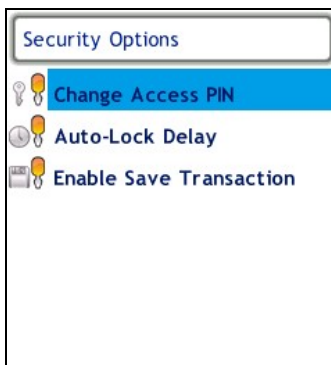 Security Options
Change Access PIN
Auto-Lock Delay
Enable Save Transaction